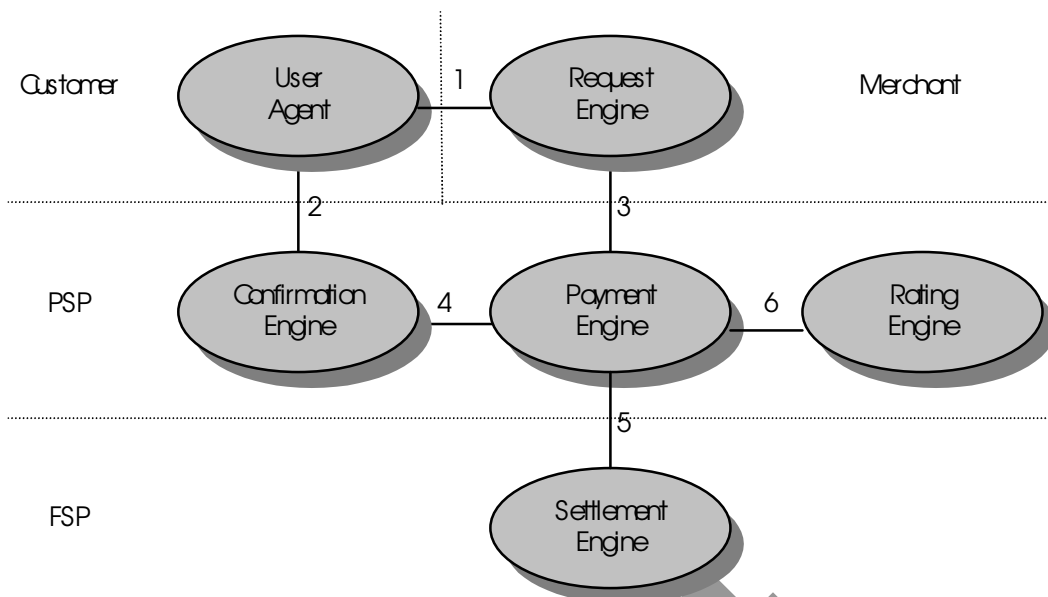 Customer
User
Agent
1
Request
Engine
Merchant
2
3
PSP
Confirmation
Engine
4
Payment
Engine
6
Rating
Engine
5
FSP
Settlement
Engine